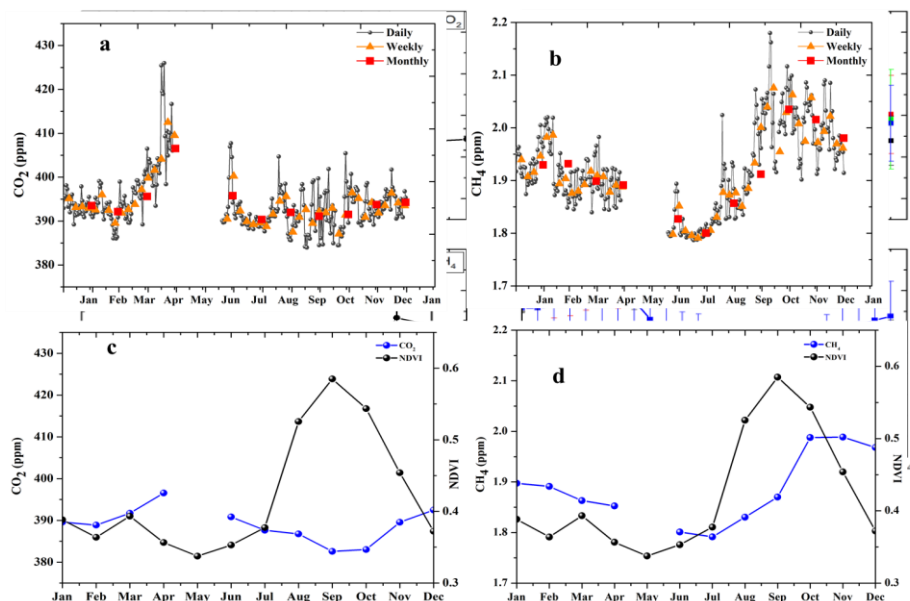 a
Daily
Weekly
Monthly
435
420
410
400
390
380
375
CO2 (ppm)
Jan Feb Mar Apr May Jun Jul Aug Sep Oct Nov Dec Jan
b
Daily
Weekly
Monthly
2.2
2.1
2.0
1.9
1.8
1.7
CH4 (ppm)
Jan Feb Mar Apr May Jun Jul Aug Sep Oct Nov Dec Jan
O2
H4
c
CO2
NDVI
430
420
410
400
390
380
CO2 (ppm)
0.6
0.5
0.4
0.3
NDVI
Jan Feb Mar Apr May Jun Jul Aug Sep Oct Nov Dec
d
CH4
NDVI
2.2
2.1
2.0
1.9
1.8
1.7
CH4 (ppm)
0.6
0.5
0.4
0.3
NDVI
Jan Feb Mar Apr May Jun Jul Aug Sep Oct Nov Dec